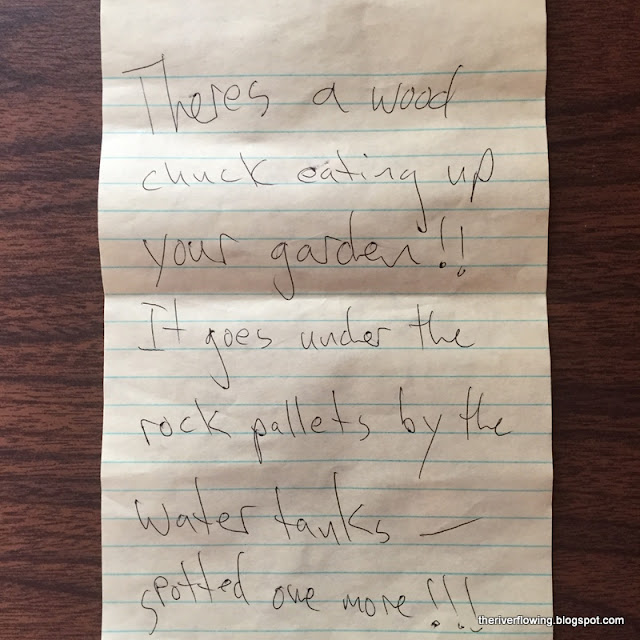 Theres a wood
chuck eating up
your garden!!
It goes under the
rock pallets by the
water tanks —
spotted one more!!!
theriverflowing.blogspot.com